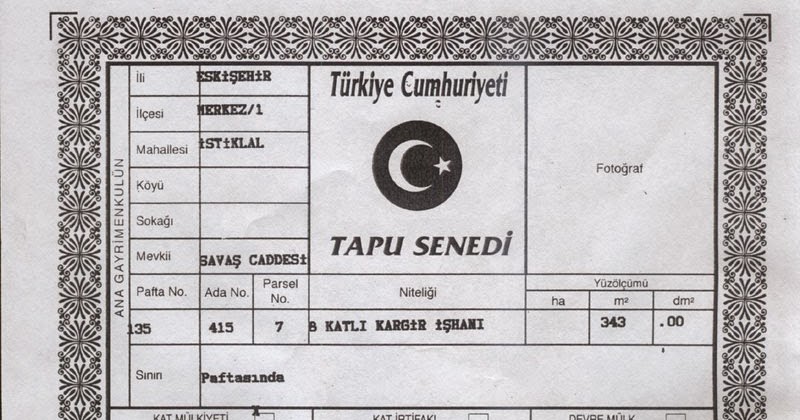 ANA GAYRİMENKULÜN
İli ESKİŞEHİR
İlçesi MERKEZ/1
Mahallesi İSTİKLAL
Köyü
Sokağı
Mevkii SAVAŞ CADDESİ
Türkiye Cumhuriyeti
TAPU SENEDİ
Fotoğraf
Pafta No. Ada No. Parsel No. Niteliği Yüzölçümü
ha m² dm²
135 415 7 8 KATLI KARGİR İŞHANI 343 .00
Sınırı Paftasında
KAT MÜLKİYETİ X KAT İRTİFAKI DEVRE MÜLK